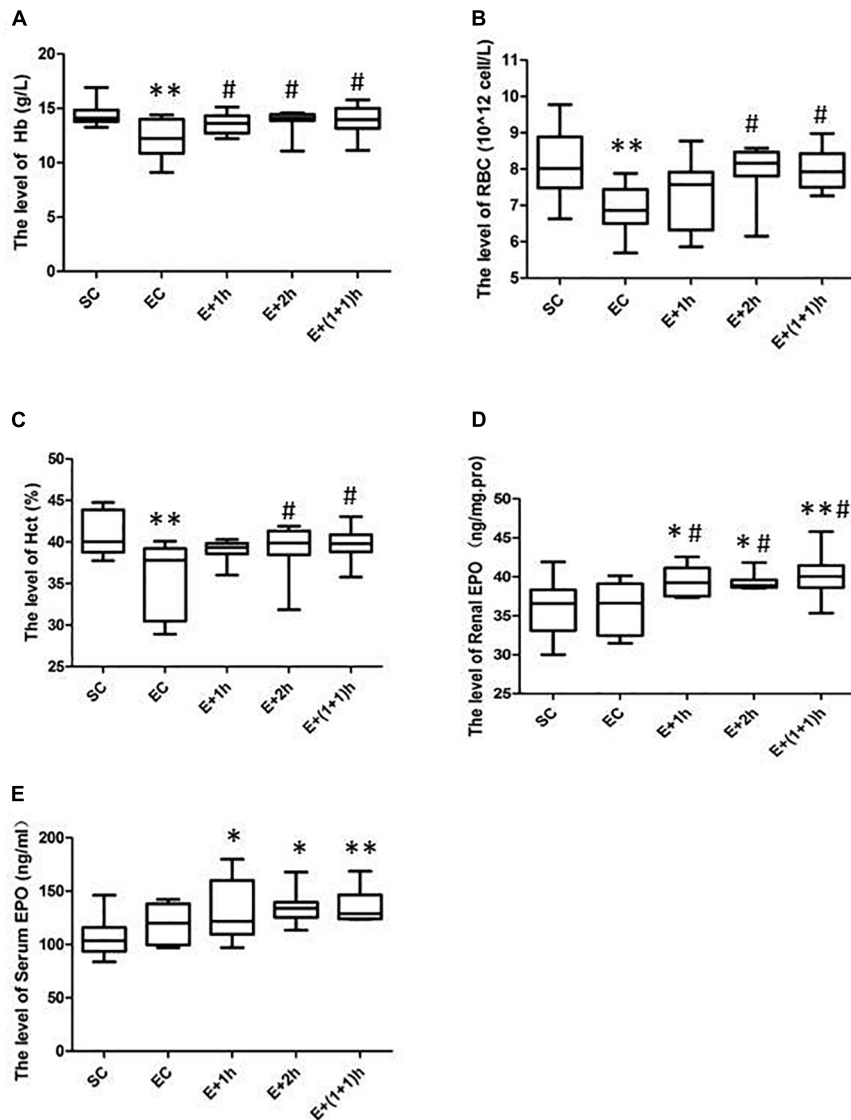 A
The level of Hb (g/L)
20
15
10
5
0
**
#
#
#
SC
EC
E+1h
E+2h
E+(1+1)h
B
The level of RBC (10^12 cell/L)
11
10
9
8
7
6
5
**
#
#
SC
EC
E+1h
E+2h
E+(1+1)h
C
The level of Hct (%)
50
45
40
35
30
25
**
#
#
SC
EC
E+1h
E+2h
E+(1+1)h
D
The level of Renal EPO (ng/mg.pro)
50
45
40
35
30
25
*#
*#
**#
SC
EC
E+1h
E+2h
E+(1+1)h
E
The level of Serum EPO (ng/ml)
200
150
100
50
0
*
*
**
SC
EC
E+1h
E+2h
E+(1+1)h